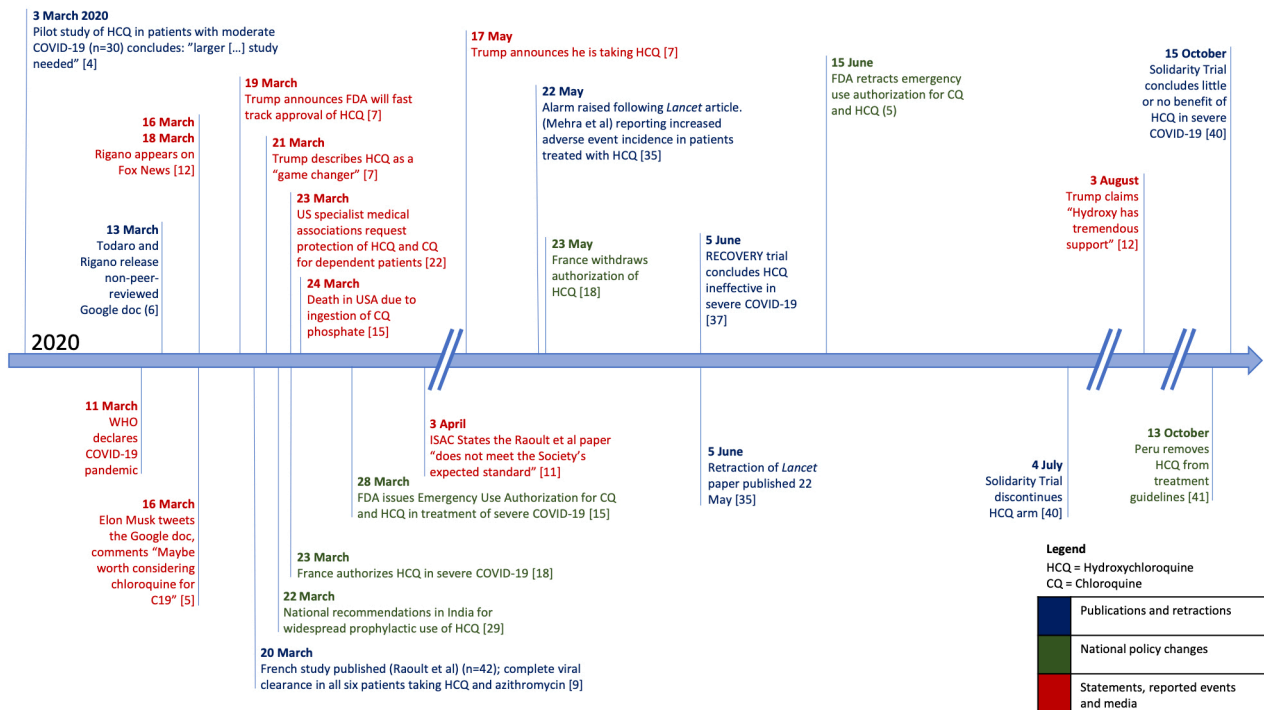 3 March 2020
Pilot study of HCQ in patients with moderate
COVID-19 (n=30) concludes: ”larger […] study
needed” [4]
13 March
Todaro and
Rigano release
non-peer-
reviewed
Google doc (6)
16 March
18 March
Rigano appears on
Fox News [12]
19 March
Trump announces FDA will fast
track approval of HCQ [7]
21 March
Trump describes HCQ as a
“game changer” [7]
23 March
US specialist medical
associations request
protection of HCQ and CQ
for dependent patients [22]
24 March
Death in USA due to
ingestion of CQ
phosphate [15]
17 May
Trump announces he is taking HCQ [7]
22 May
Alarm raised following Lancet article.
(Mehra et al) reporting increased
adverse event incidence in patients
treated with HCQ [35]
23 May
France withdraws
authorization of
HCQ [18]
5 June
RECOVERY trial
concludes HCQ
ineffective in
severe COVID-19
[37]
15 June
FDA retracts emergency
use authorization for CQ
and HCQ (5)
3 August
Trump claims
“Hydroxy has
tremendous
support” [12]
15 October
Solidarity Trial
concludes little
or no benefit of
HCQ in severe
COVID-19 [40]
2020
11 March
WHO
declares
COVID-19
pandemic
16 March
Elon Musk tweets
the Google doc,
comments “Maybe
worth considering
chloroquine for
C19” [5]
20 March
French study published (Raoult et al) (n=42); complete viral
clearance in all six patients taking HCQ and azithromycin [9]
22 March
National recommendations in India for
widespread prophylactic use of HCQ [29]
23 March
France authorizes HCQ in severe COVID-19 [18]
28 March
FDA issues Emergency Use Authorization for CQ
and HCQ in treatment of severe COVID-19 [15]
3 April
ISAC States the Raoult et al paper
“does not meet the Society’s
expected standard” [11]
5 June
Retraction of Lancet
paper published 22
May [35]
4 July
Solidarity Trial
discontinues
HCQ arm [40]
13 October
Peru removes
HCQ from
treatment
guidelines [41]
Legend
HCQ = Hydroxychloroquine
CQ = Chloroquine
Publications and retractions
National policy changes
Statements, reported events
and media